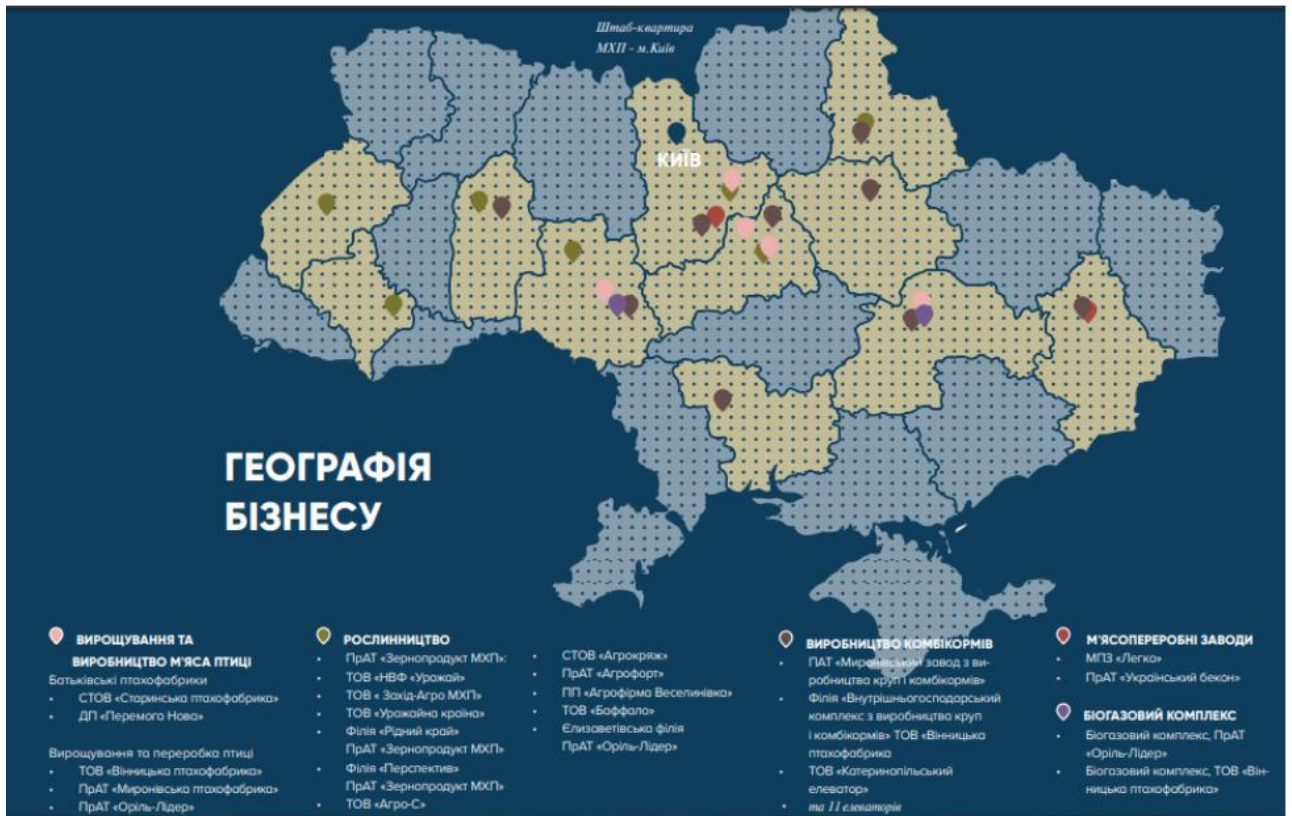 Штаб-квартира
МХП - м.Київ
КИЇВ
ГЕОГРАФІЯ
БІЗНЕСУ
ВИРОЩУВАННЯ ТА
ВИРОБНИЦТВО М'ЯСА ПТИЦІ
Батьківські птахофабрики
• СТОВ «Старинська птахофабрика»
• ДП «Перемога Нова»
Вирощування та переробка птиці
• ТОВ «Вінницька птахофабрика»
• ПрАТ «Миронівська птахофабрика»
• ПрАТ «Оріль-Лідер»
РОСЛИННИЦТВО
• ПрАТ «Зернопродукт МХП»:
• ТОВ «НВФ «Урожай»
• ТОВ « Захід-Агро МХП»
• ТОВ «Урожайна країна»
• Філія «Рідний край»
ПрАТ «Зернопродукт МХП»
• Філія «Перспектив»
ПрАТ «Зернопродукт МХП»
• ТОВ «Агро-С»
• СТОВ «Агрокряж»
• ПрАТ «Агрофорт»
• ПП «Агрофірма Веселинівка»
• ТОВ «Баффало»
• Єлизаветівська філія
ПрАТ «Оріль-Лідер»
ВИРОБНИЦТВО КОМБІКОРМІВ
• ПАТ «Миронівський завод з ви-
робництва круп і комбікормів»
• Філія «Внутрішньогосподарський
комплекс з виробництва круп
і комбікормів» ТОВ «Вінницька
птахофабрика
• ТОВ «Катеринопільський
елеватор»
• та 11 елеваторів
М'ЯСОПЕРЕРОБНІ ЗАВОДИ
• МПЗ «Легко»
• ПрАТ «Український бекон»
БІОГАЗОВИЙ КОМПЛЕКС
• Біогазовий комплекс, ПрАТ
«Оріль-Лідер»
• Біогазовий комплекс, ТОВ «Він-
ницька птахофабрика»